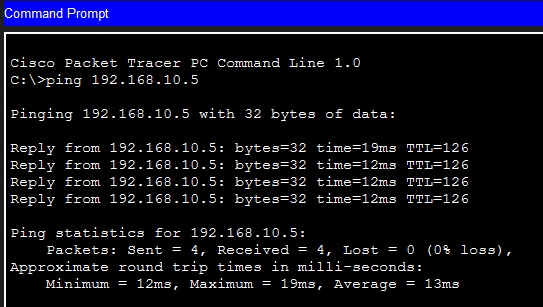 Command Prompt
Cisco Packet Tracer PC Command Line 1.0
C:\>ping 192.168.10.5
Pinging 192.168.10.5 with 32 bytes of data:
Reply from 192.168.10.5: bytes=32 time=19ms TTL=126
Reply from 192.168.10.5: bytes=32 time=12ms TTL=126
Reply from 192.168.10.5: bytes=32 time=12ms TTL=126
Reply from 192.168.10.5: bytes=32 time=12ms TTL=126
Ping statistics for 192.168.10.5:
    Packets: Sent = 4, Received = 4, Lost = 0 (0% loss),
Approximate round trip times in milli-seconds:
    Minimum = 12ms, Maximum = 19ms, Average = 13ms